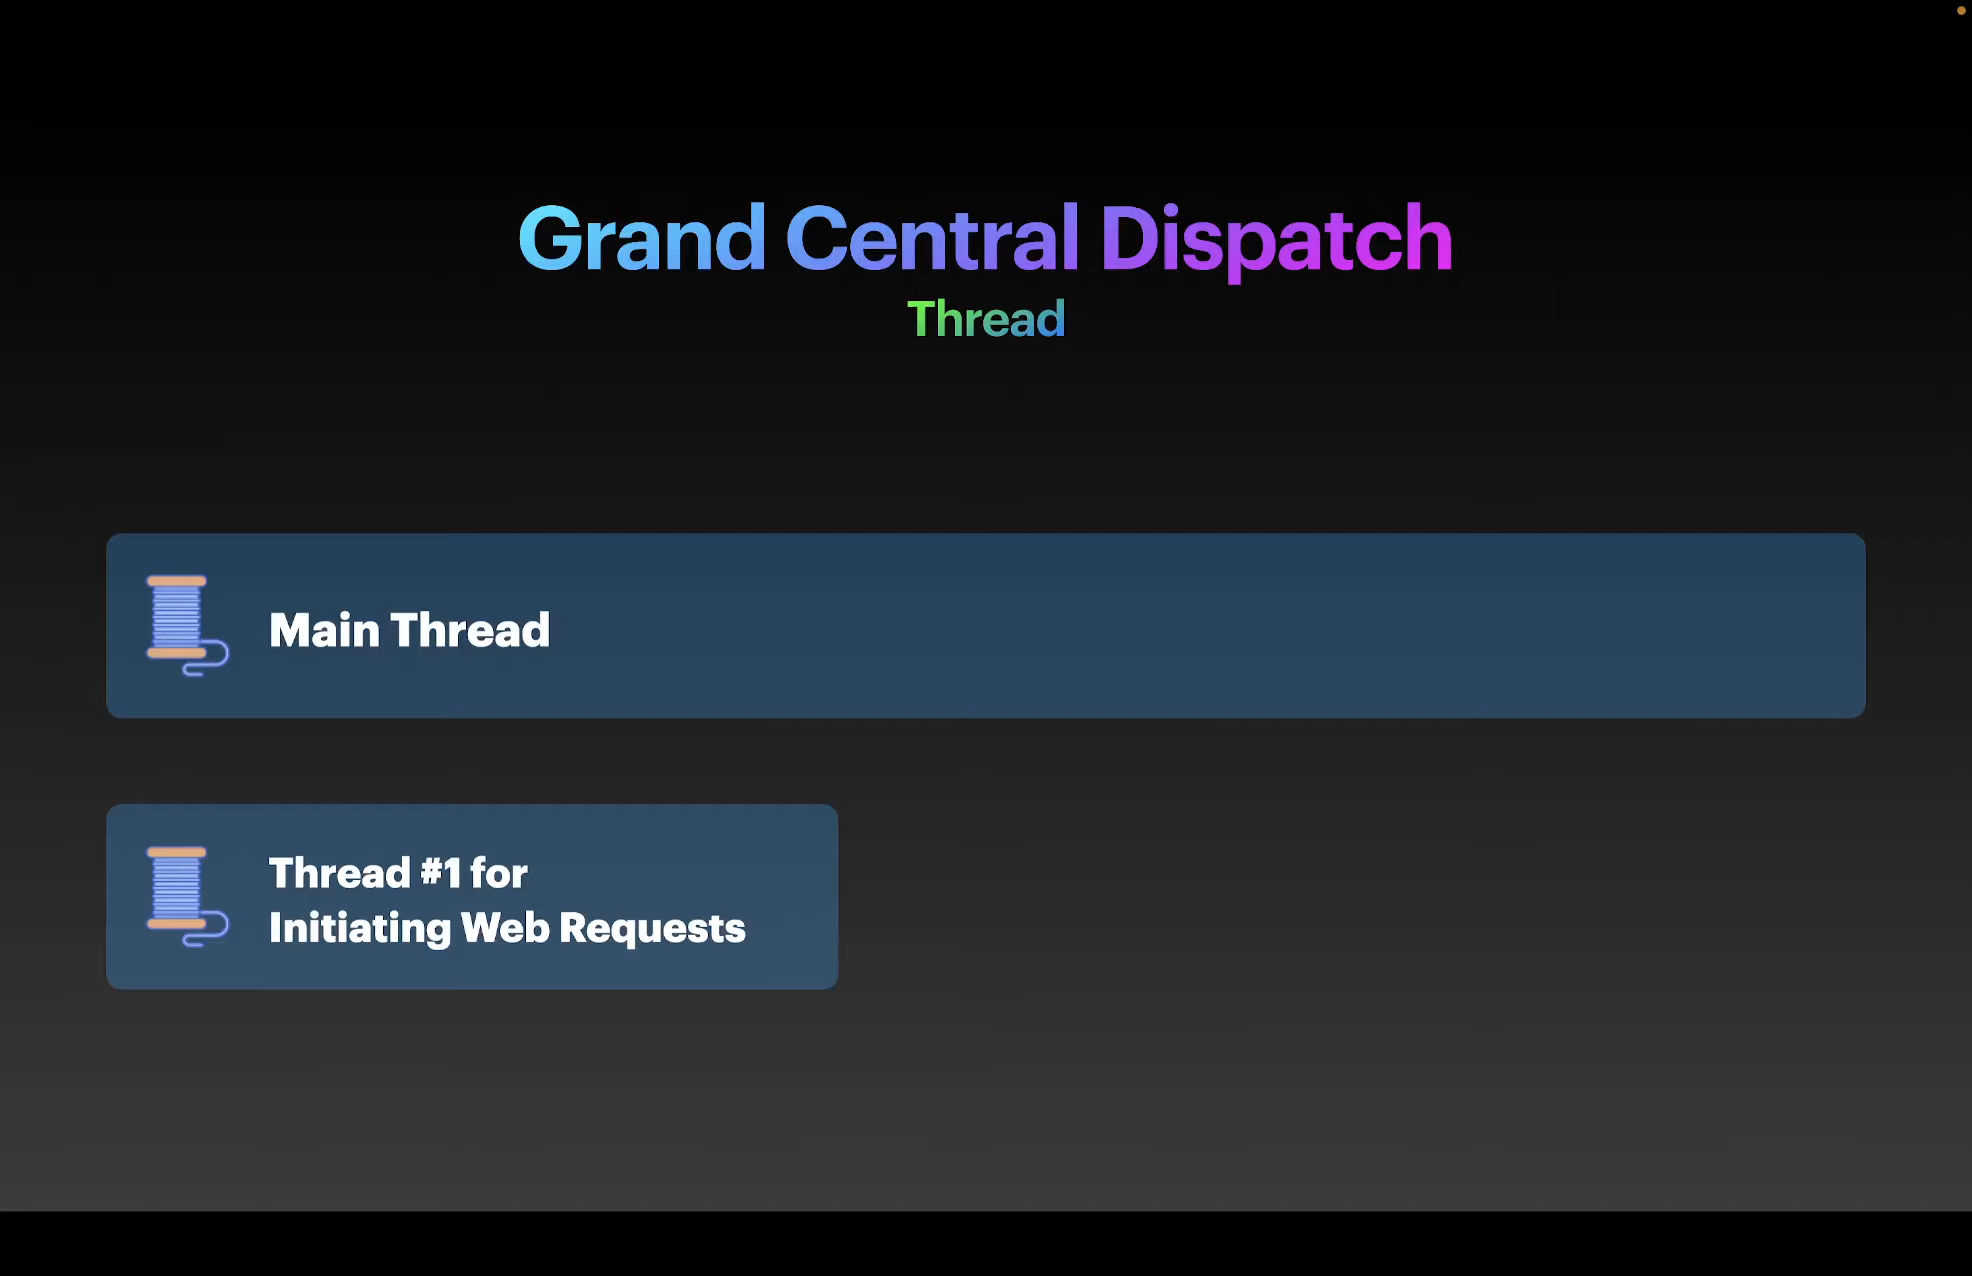 Grand Central Dispatch
Thread
Main Thread
Thread #1 for
Initiating Web Requests